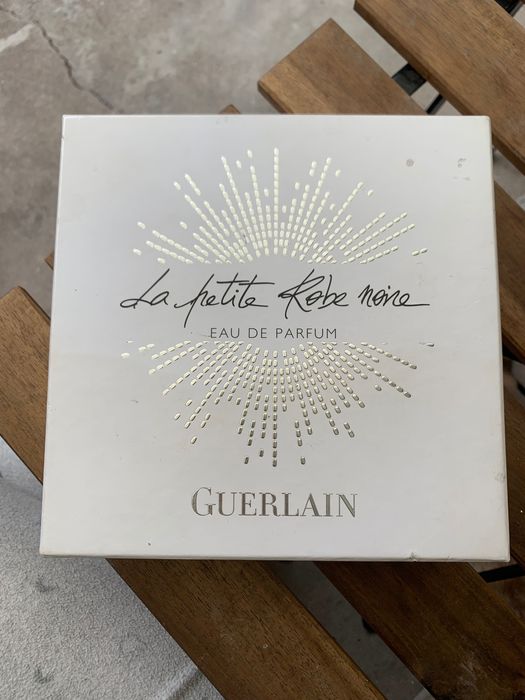 La petite Robe noire
EAU DE PARFUM
GUERLAIN